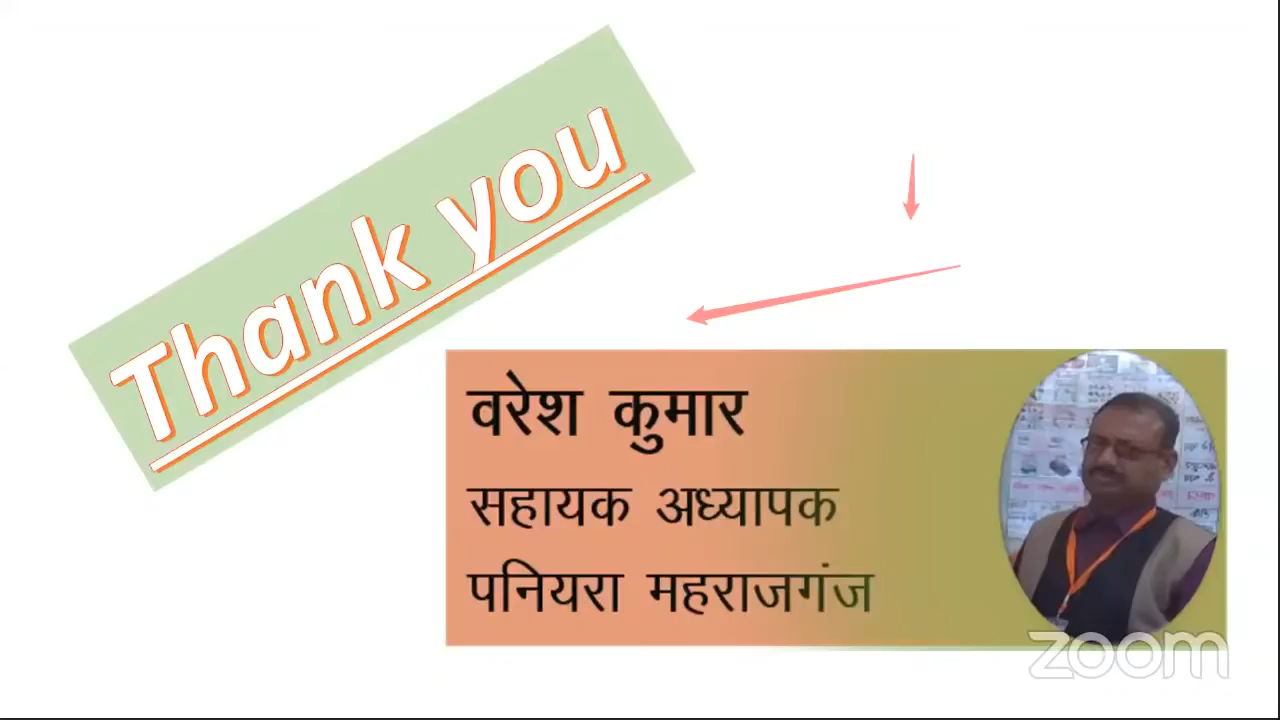 Thank you
वरेश कुमार
सहायक अध्यापक
पनियरा महराजगंज
zoom